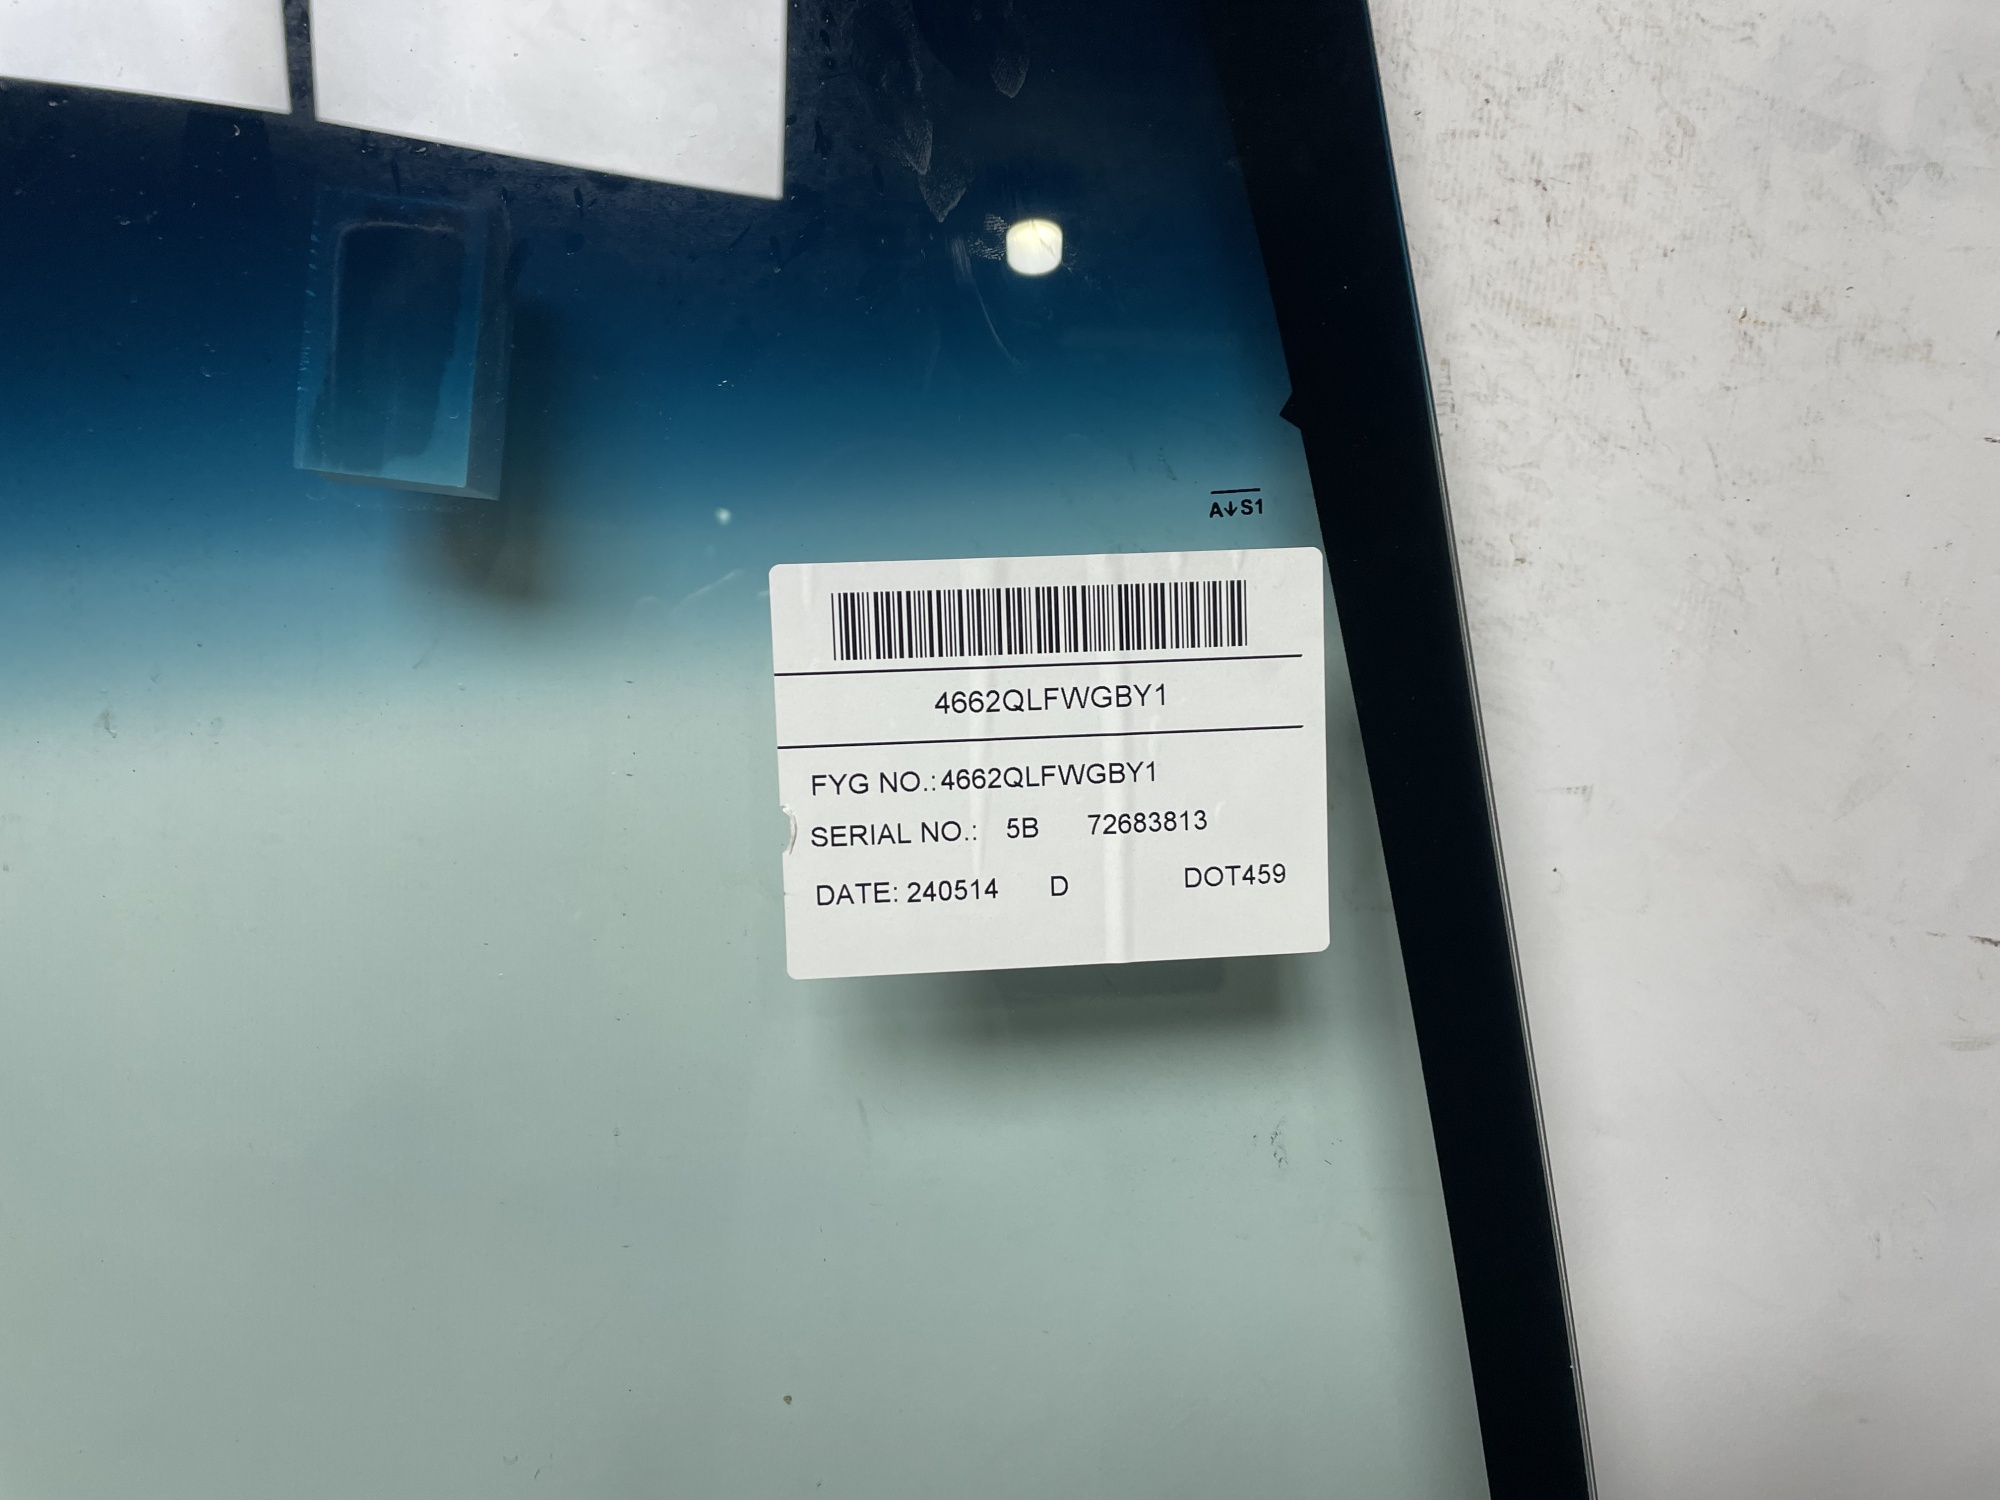 A↓S1
4662QLFWGBY1
FYG NO.: 4662QLFWGBY1
SERIAL NO.: 5B 72683813
DATE: 240514 D DOT459